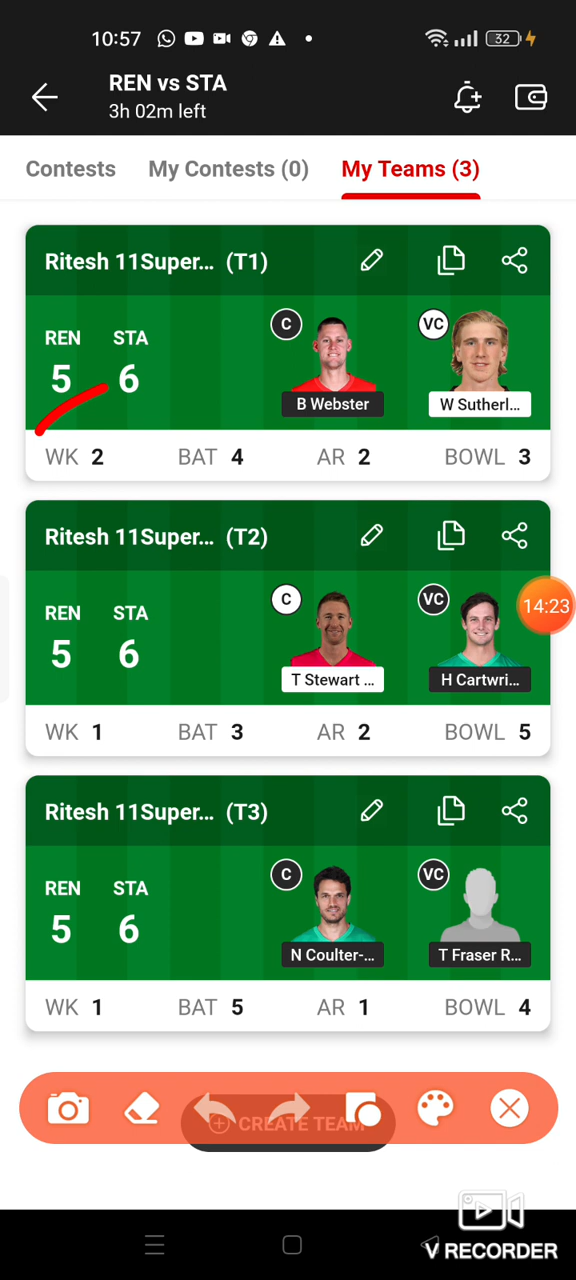 10:57 32
REN vs STA
3h 02m left
Contests My Contests (0) My Teams (3)
Ritesh 11Super... (T1)
C VC
REN STA
5 6
B Webster W Sutherl...
WK 2 BAT 4 AR 2 BOWL 3
Ritesh 11Super... (T2)
C VC
14:23
REN STA
5 6
T Stewart ... H Cartwri...
WK 1 BAT 3 AR 2 BOWL 5
Ritesh 11Super... (T3)
C VC
REN STA
5 6
N Coulter-... T Fraser R...
WK 1 BAT 5 AR 1 BOWL 4
CREATE TEAM
V RECORDER